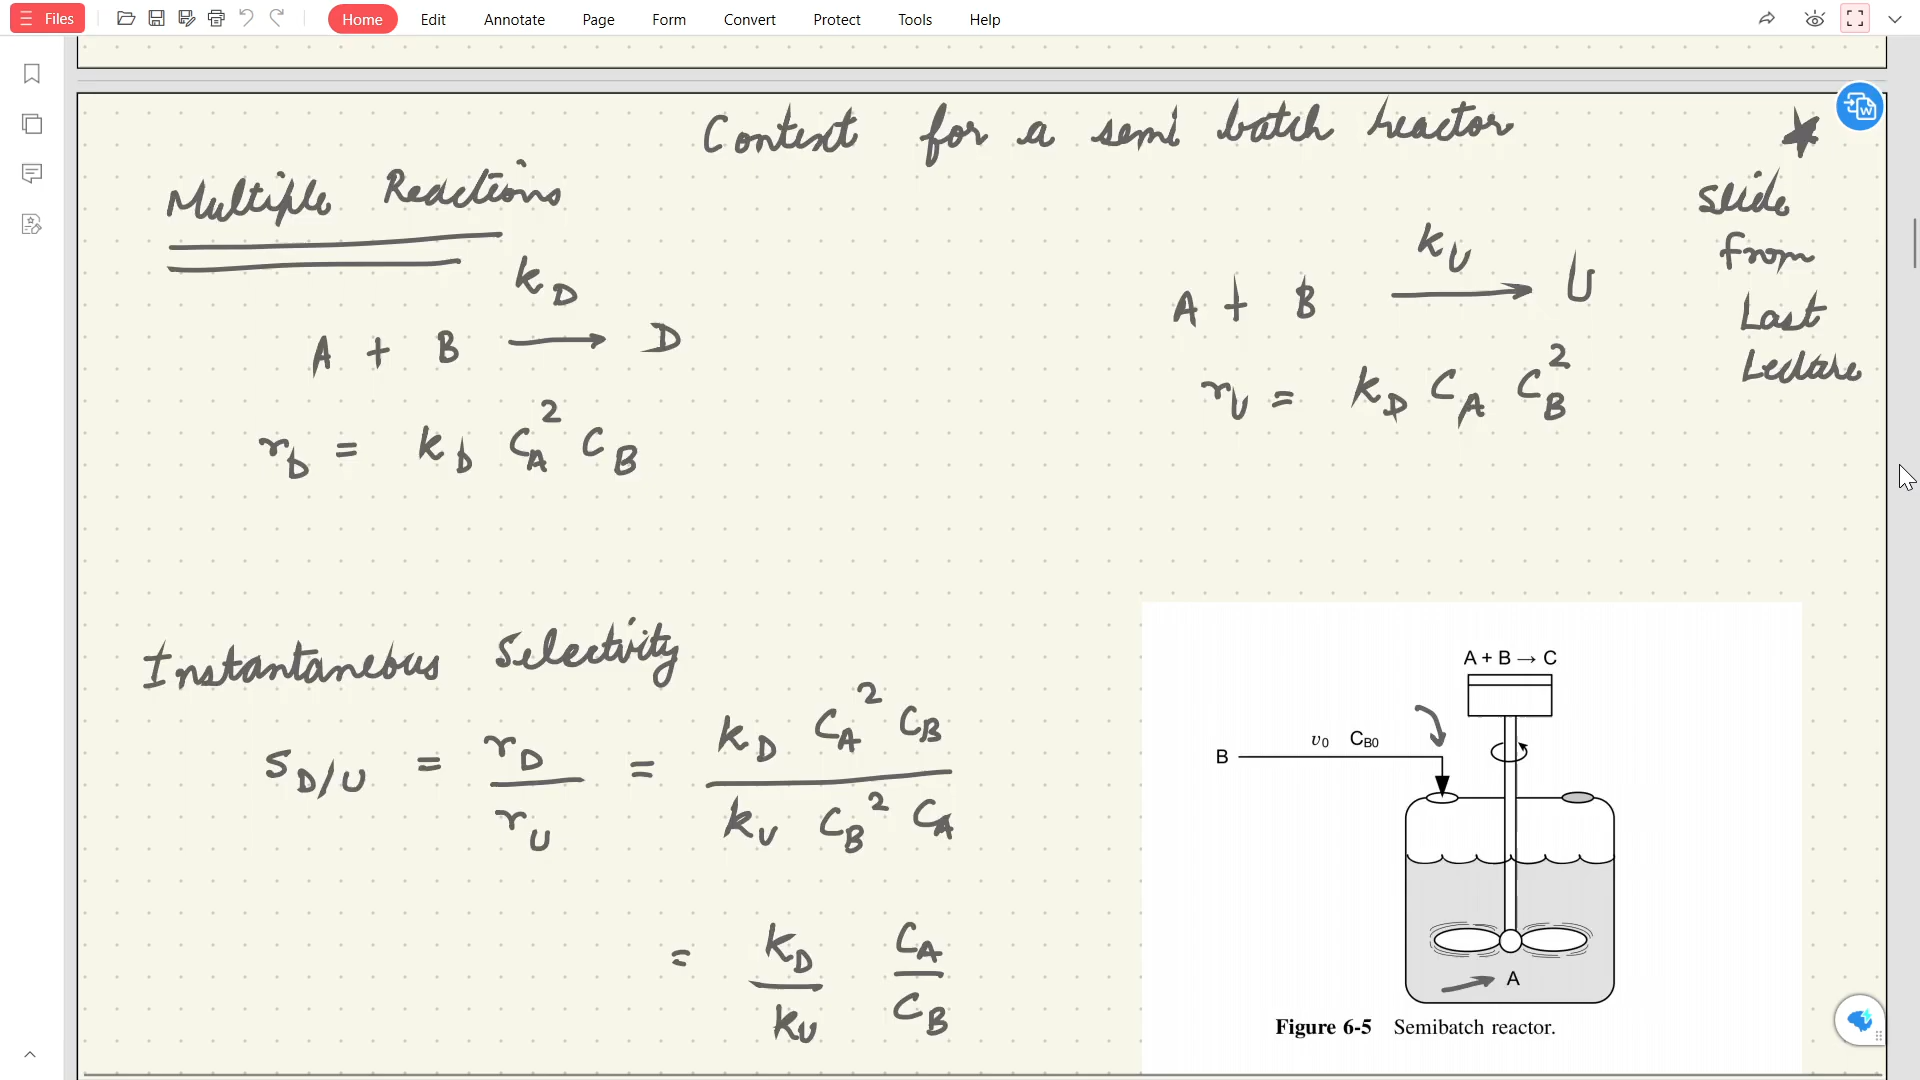 Files Home Edit Annotate Page Form Convert Protect Tools Help
Context for a semi batch reactor
Multiple Reactions
slide
from
Last
Lecture
k_D
A + B → D
r_D = k_D C_A^2 C_B
k_U
A + B → U
r_U = k_D C_A C_B^2
Instantaneous Selectivity
S_D/U = r_D / r_U = k_D C_A^2 C_B / k_U C_B^2 C_A
= k_D / k_U C_A / C_B
A + B → C
B υ0 C_B0
A
Figure 6-5 Semibatch reactor.